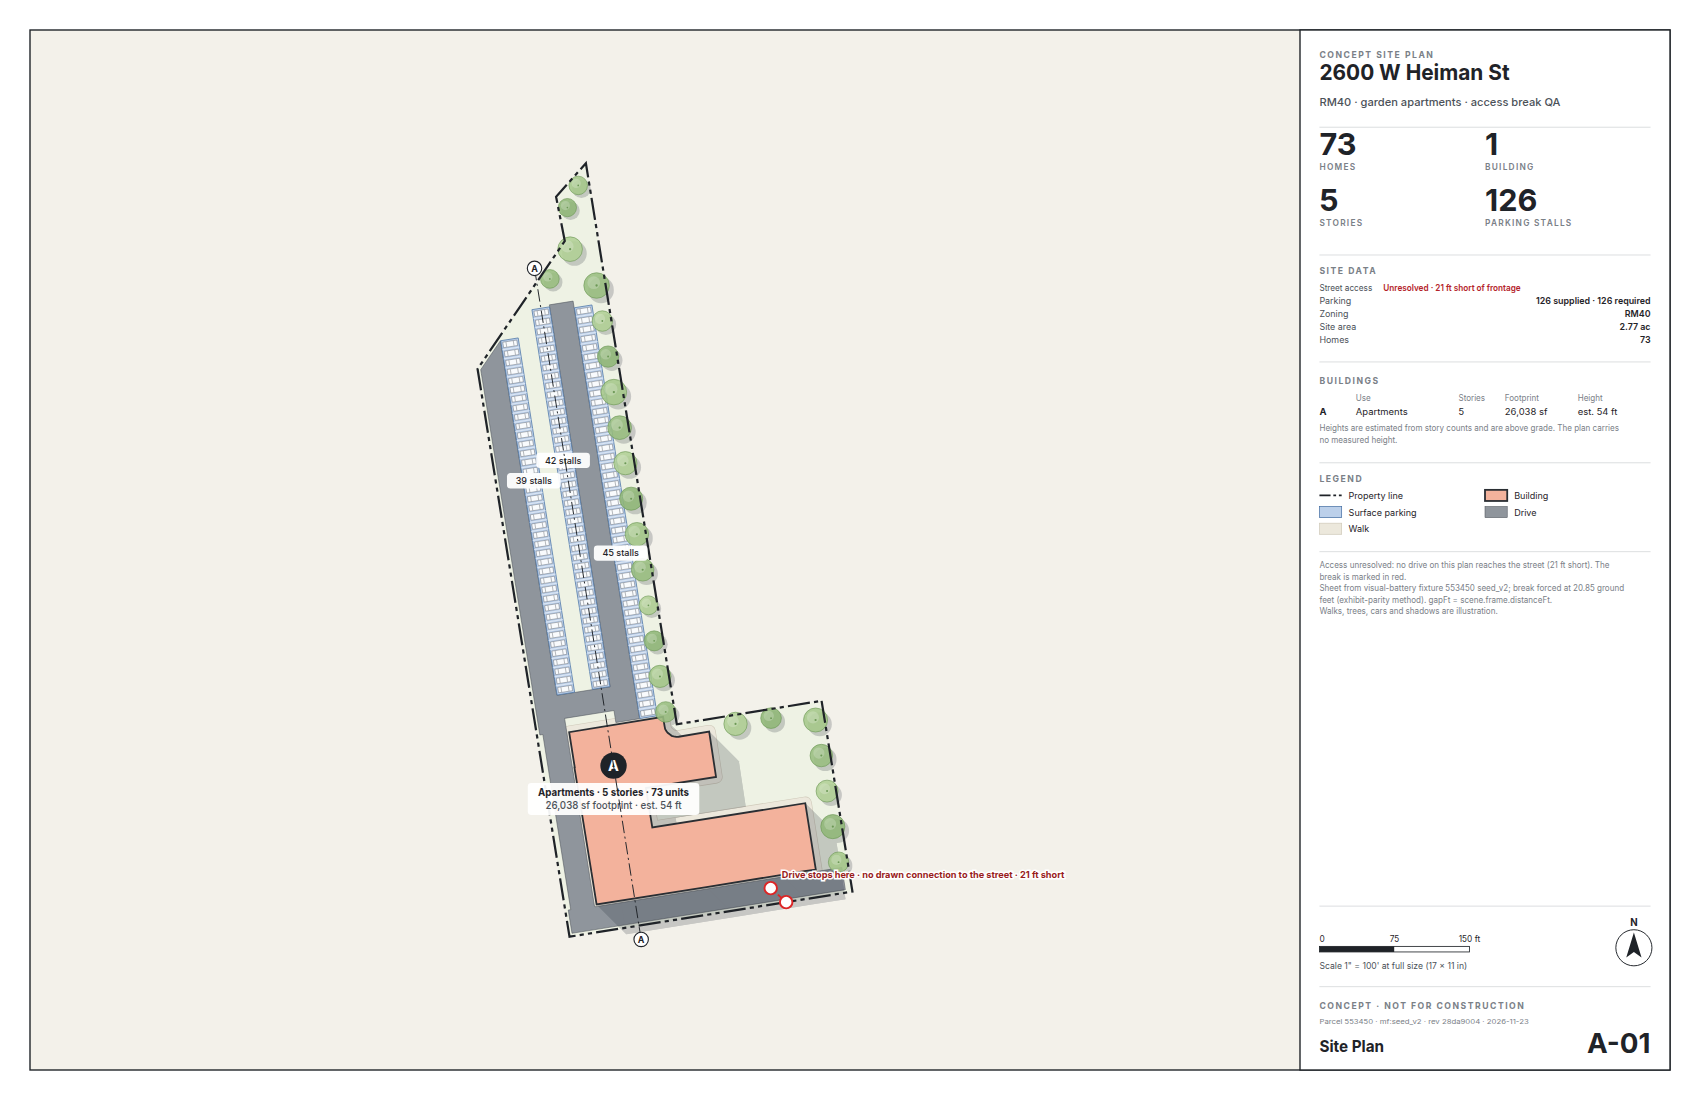 CONCEPT SITE PLAN
2600 W Heiman St
RM40 · garden apartments · access break QA
73
HOMES
1
BUILDING
5
STORIES
126
PARKING STALLS
SITE DATA
Street access Unresolved · 21 ft short of frontage
Parking 126 supplied · 126 required
Zoning RM40
Site area 2.77 ac
Homes 73
BUILDINGS
Use Stories Footprint Height
A Apartments 5 26,038 sf est. 54 ft
Heights are estimated from story counts and are above grade. The plan carries
no measured height.
LEGEND
Property line
Building
Surface parking
Drive
Walk
Access unresolved: no drive on this plan reaches the street (21 ft short). The
break is marked in red.
Sheet from visual-battery fixture 553450 seed_v2; break forced at 20.85 ground
feet (exhibit-parity method). gapFt = scene.frame.distanceFt.
Walks, trees, cars and shadows are illustration.
0 75 150 ft
Scale 1" = 100' at full size (17 × 11 in)
N
CONCEPT · NOT FOR CONSTRUCTION
Parcel 553450 · mf:seed_v2 · rev 28da9004 · 2026-11-23
Site Plan
A-01
A
42 stalls
39 stalls
45 stalls
A
Apartments · 5 stories · 73 units
26,038 sf footprint · est. 54 ft
Drive stops here · no drawn connection to the street · 21 ft short
A